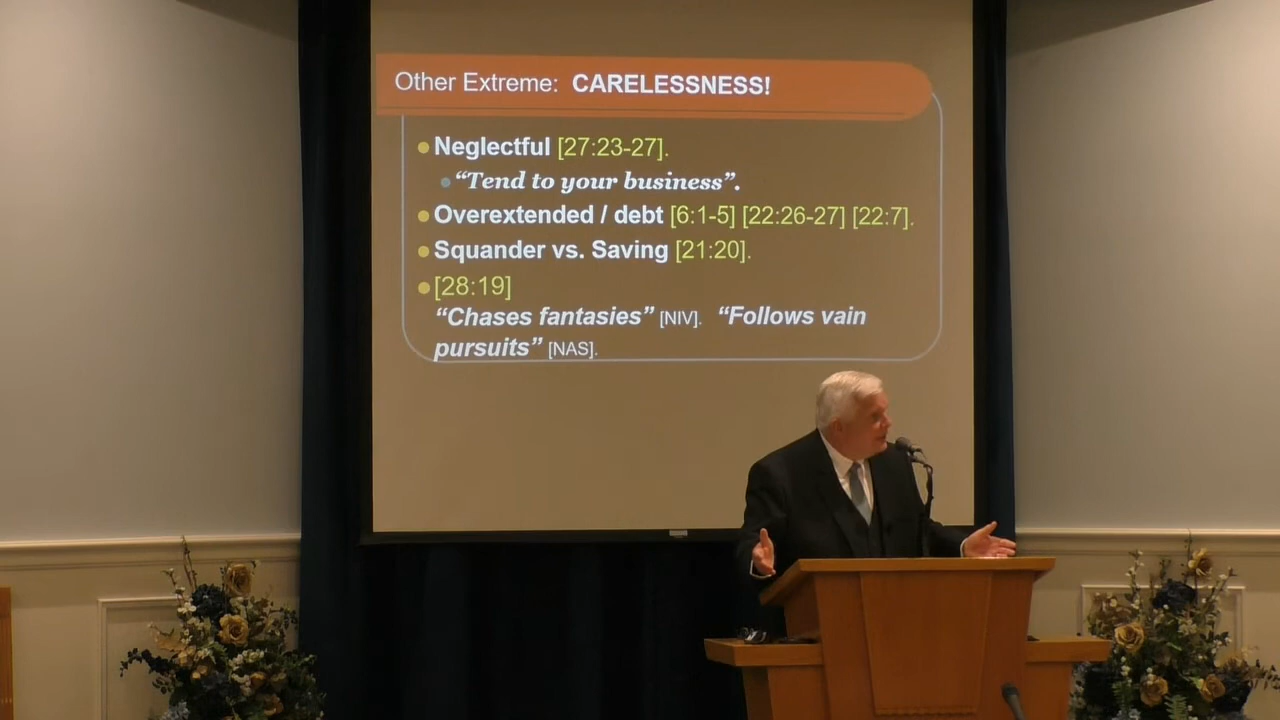 Other Extreme: CARELESSNESS!
Neglectful [27:23-27].
“Tend to your business”.
Overextended / debt [6:1-5] [22:26-27] [22:7].
Squander vs. Saving [21:20].
[28:19]
“Chases fantasies” [NIV]. “Follows vain
pursuits” [NAS].